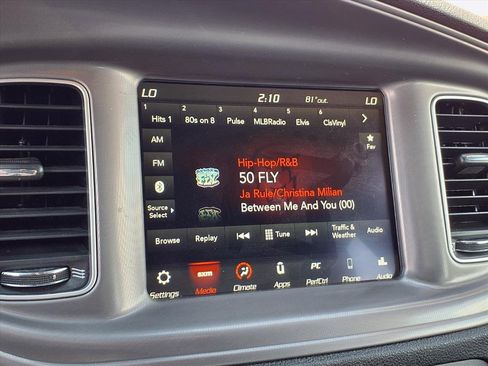 LO 2:10 81°out. LO
1 2 3 4 5 6
Hits 1 80s on 8 Pulse MLBRadio Elvis ClsVinyl
AM
Fav
FM
Hip-Hop/R&B
50 FLY
Ja Rule/Christina Milian
Source
Select
Between Me And You (00)
Browse Replay Tune Traffic & Weather Audio
Settings Media Climate Apps PerfCtrl Phone Audio
sxm
PC